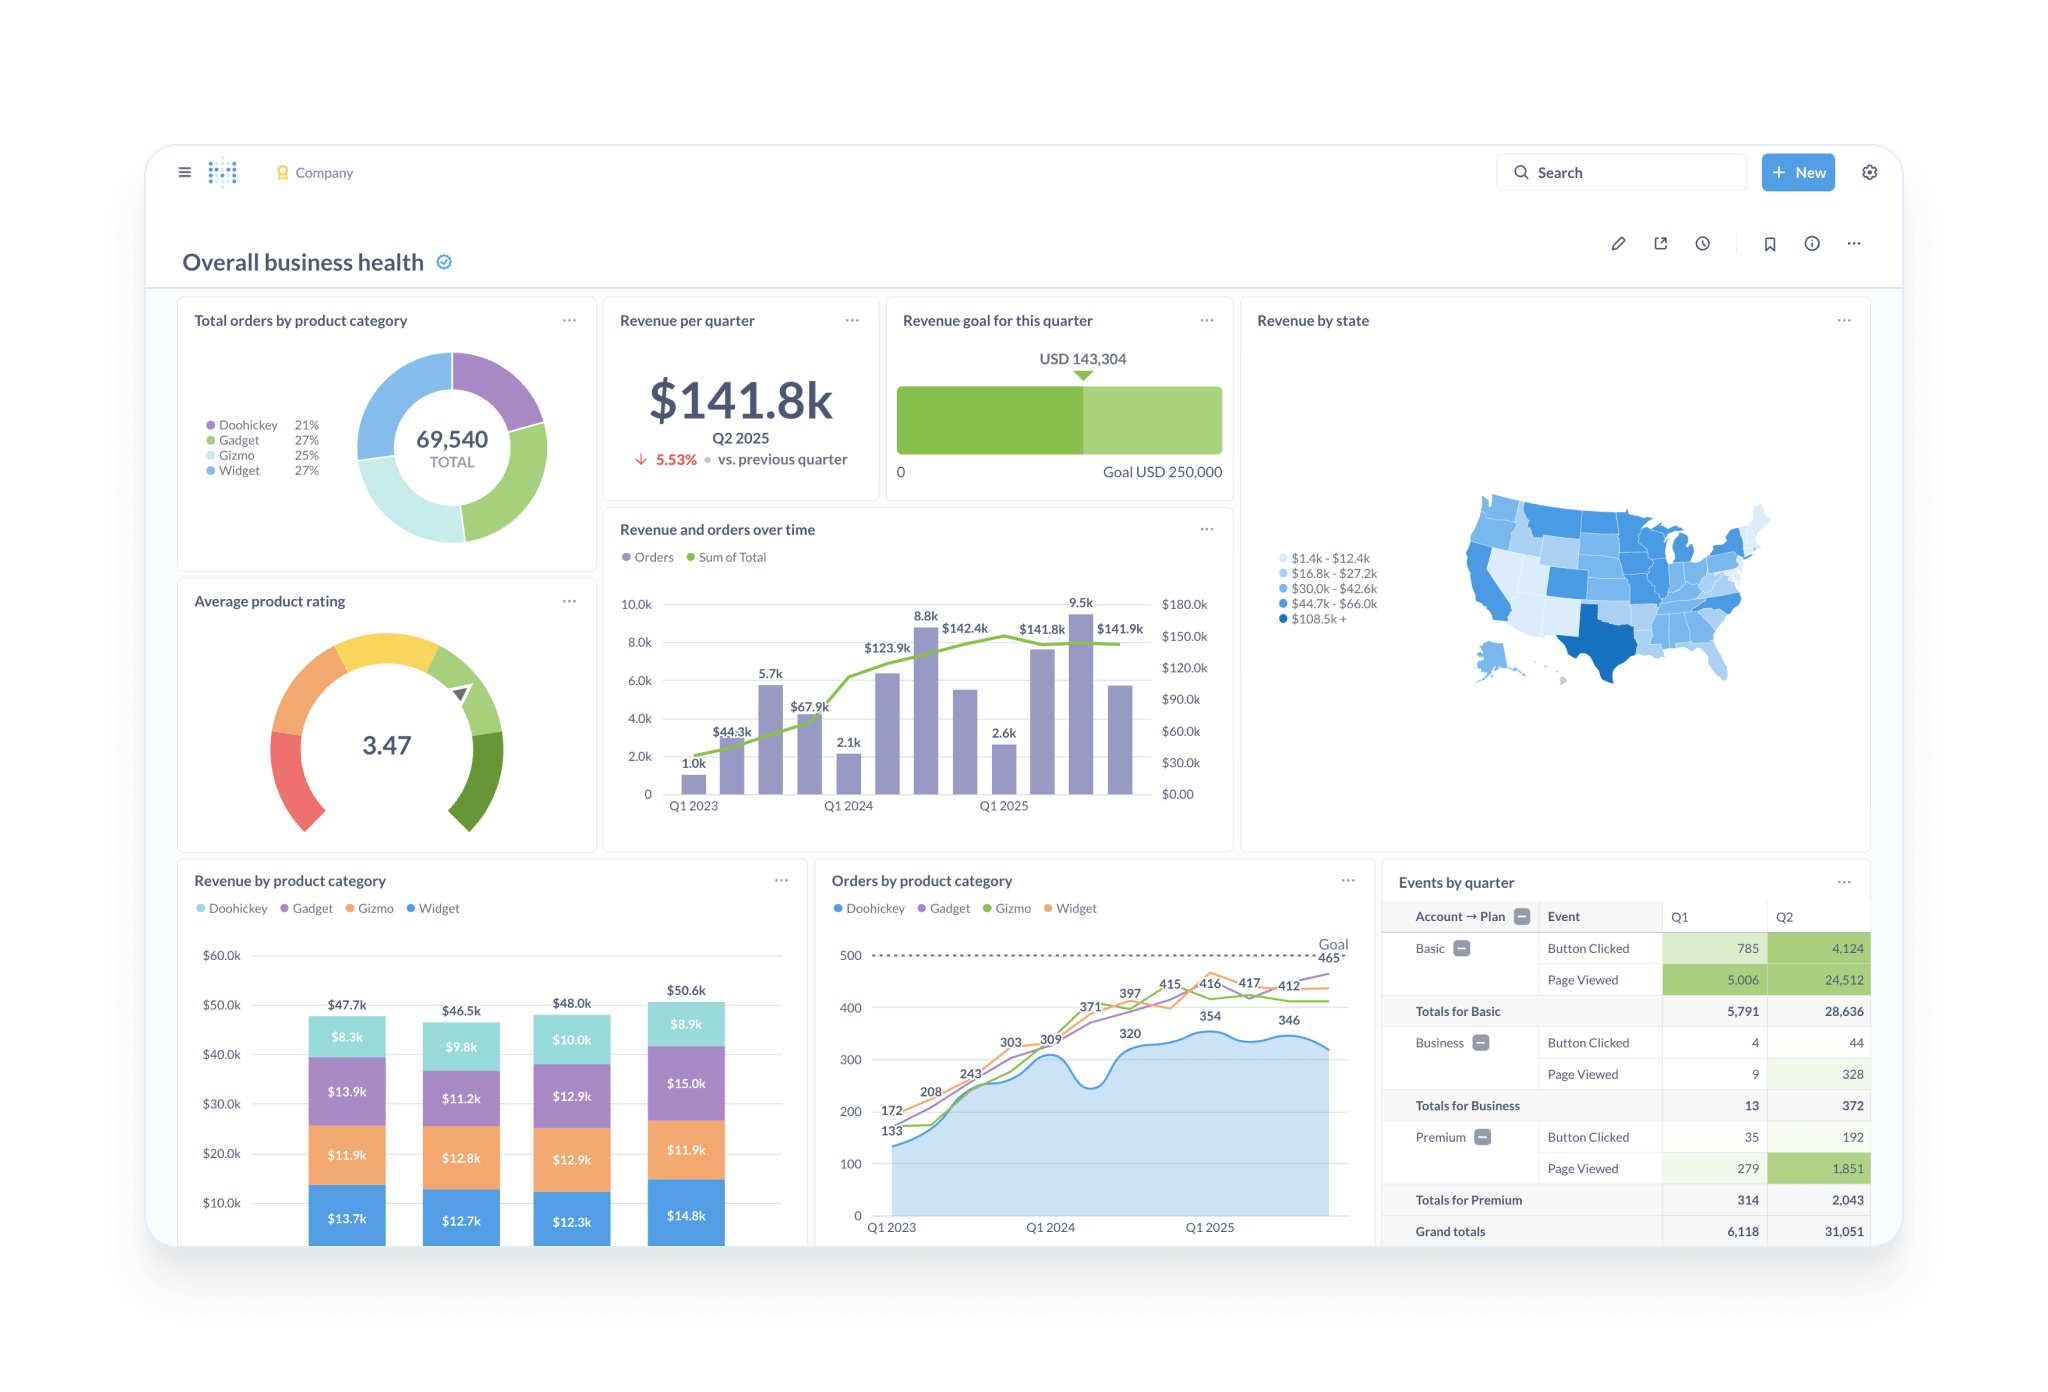 Company
Search
+ New
Overall business health
Total orders by product category
Doohickey 21%
Gadget 27%
Gizmo 25%
Widget 27%
69,540
TOTAL
Revenue per quarter
$141.8k
Q2 2025
5.53% • vs. previous quarter
Revenue goal for this quarter
USD 143,304
0 Goal USD 250,000
Revenue by state
$1.4k - $12.4k
$16.8k - $27.2k
$30.0k - $42.6k
$44.7k - $66.0k
$108.5k +
Average product rating
3.47
Revenue and orders over time
Orders Sum of Total
10.0k
8.0k
6.0k
4.0k
2.0k
0
1.0k
$44.3k
5.7k
$67.9k
2.1k
$123.9k
8.8k
$142.4k
2.6k
$141.8k
9.5k
$141.9k
$180.0k
$150.0k
$120.0k
$90.0k
$60.0k
$30.0k
$0.00
Q1 2023 Q1 2024 Q1 2025
Revenue by product category
Doohickey Gadget Gizmo Widget
$60.0k
$50.0k
$40.0k
$30.0k
$20.0k
$10.0k
$47.7k
$8.3k
$13.9k
$11.9k
$13.7k
$46.5k
$9.8k
$11.2k
$12.8k
$12.7k
$48.0k
$10.0k
$12.9k
$12.9k
$12.3k
$50.6k
$8.9k
$15.0k
$11.9k
$14.8k
Orders by product category
Doohickey Gadget Gizmo Widget
Goal
500
400
300
200
100
0
172
133
208
243
303
309
371
397
320
415
416
354
417
412
346
465
Q1 2023 Q1 2024 Q1 2025
Events by quarter
Account → Plan Event Q1 Q2
Basic Button Clicked 785 4,124
Page Viewed 5,006 24,512
Totals for Basic 5,791 28,636
Business Button Clicked 4 44
Page Viewed 9 328
Totals for Business 13 372
Premium Button Clicked 35 192
Page Viewed 279 1,851
Totals for Premium 314 2,043
Grand totals 6,118 31,051